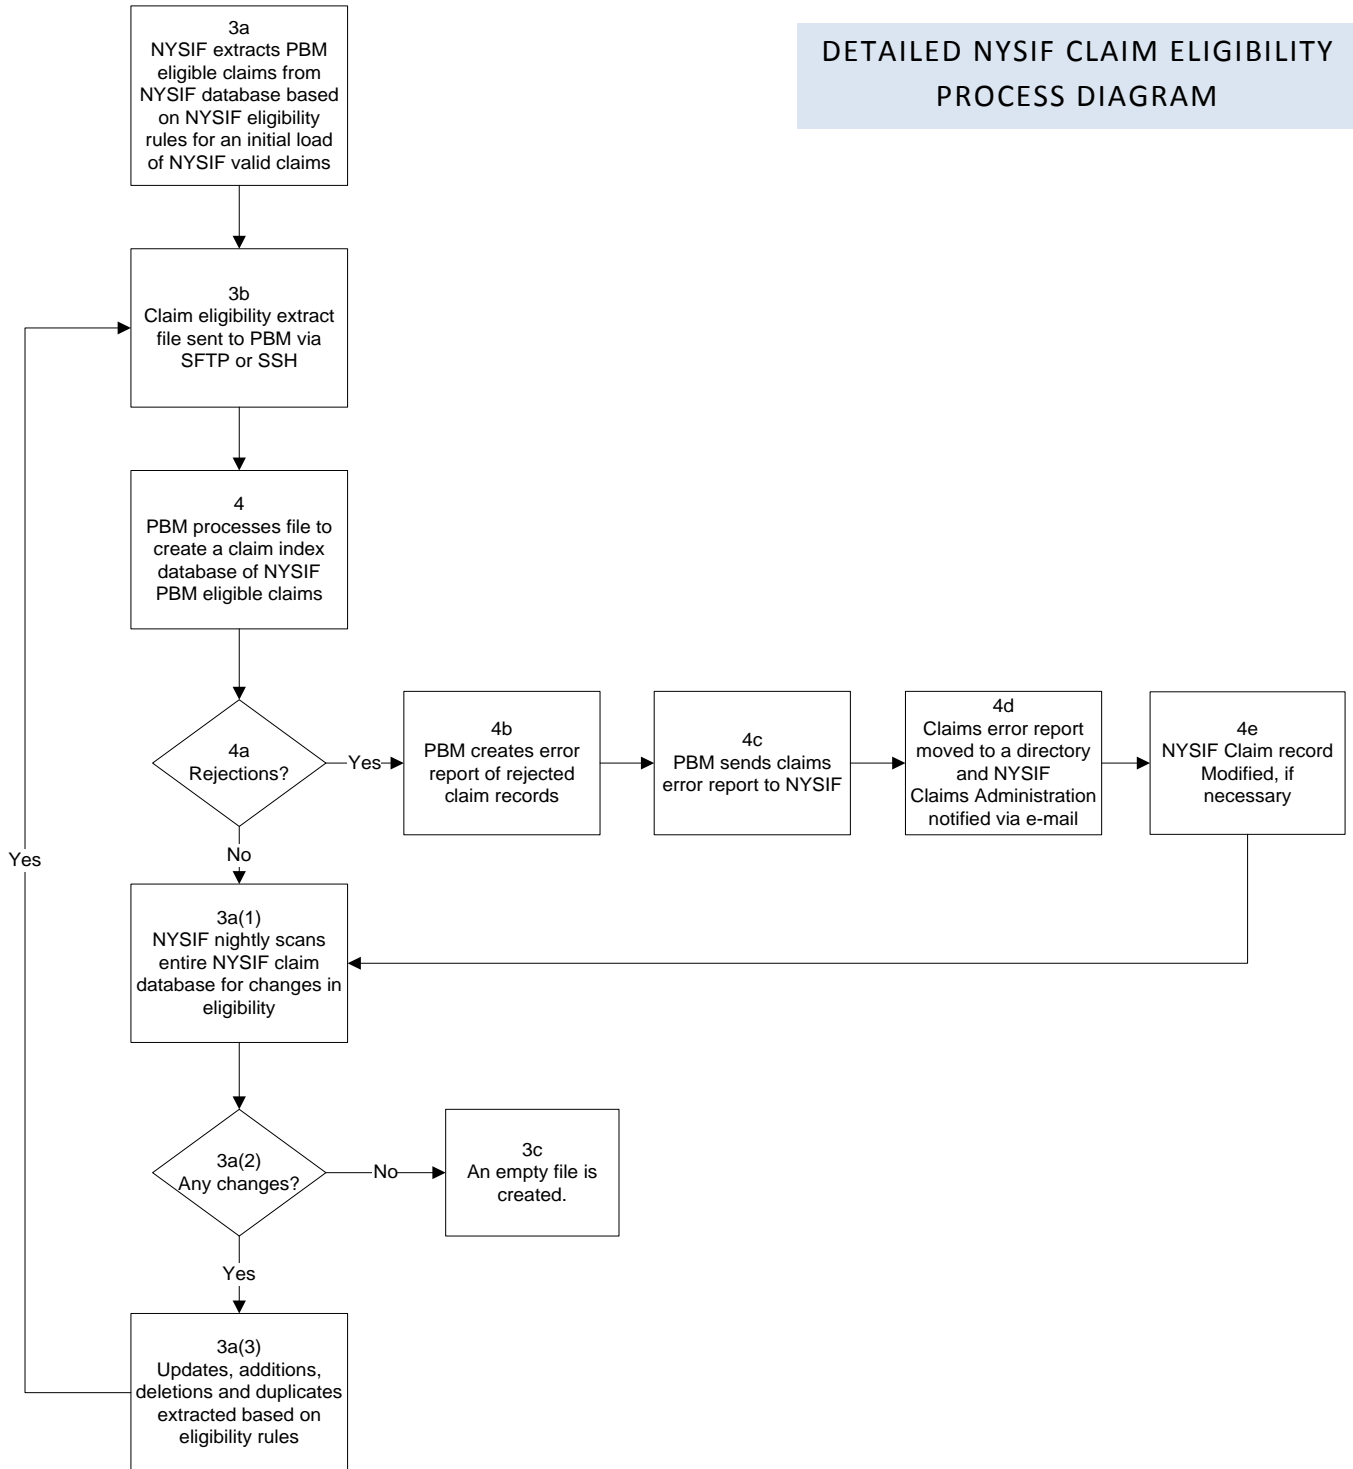 DETAILED NYSIF CLAIM ELIGIBILITY
PROCESS DIAGRAM
3a
NYSIF extracts PBM
eligible claims from
NYSIF database based
on NYSIF eligibility
rules for an initial load
of NYSIF valid claims
3b
Claim eligibility extract
file sent to PBM via
SFTP or SSH
4
PBM processes file to
create a claim index
database of NYSIF
PBM eligible claims
4a
Rejections?
Yes
4b
PBM creates error
report of rejected
claim records
4c
PBM sends claims
error report to NYSIF
4d
Claims error report
moved to a directory
and NYSIF
Claims Administration
notified via e-mail
4e
NYSIF Claim record
Modified, if
necessary
No
Yes
3a(1)
NYSIF nightly scans
entire NYSIF claim
database for changes in
eligibility
3a(2)
Any changes?
No
3c
An empty file is
created.
Yes
3a(3)
Updates, additions,
deletions and duplicates
extracted based on
eligibility rules